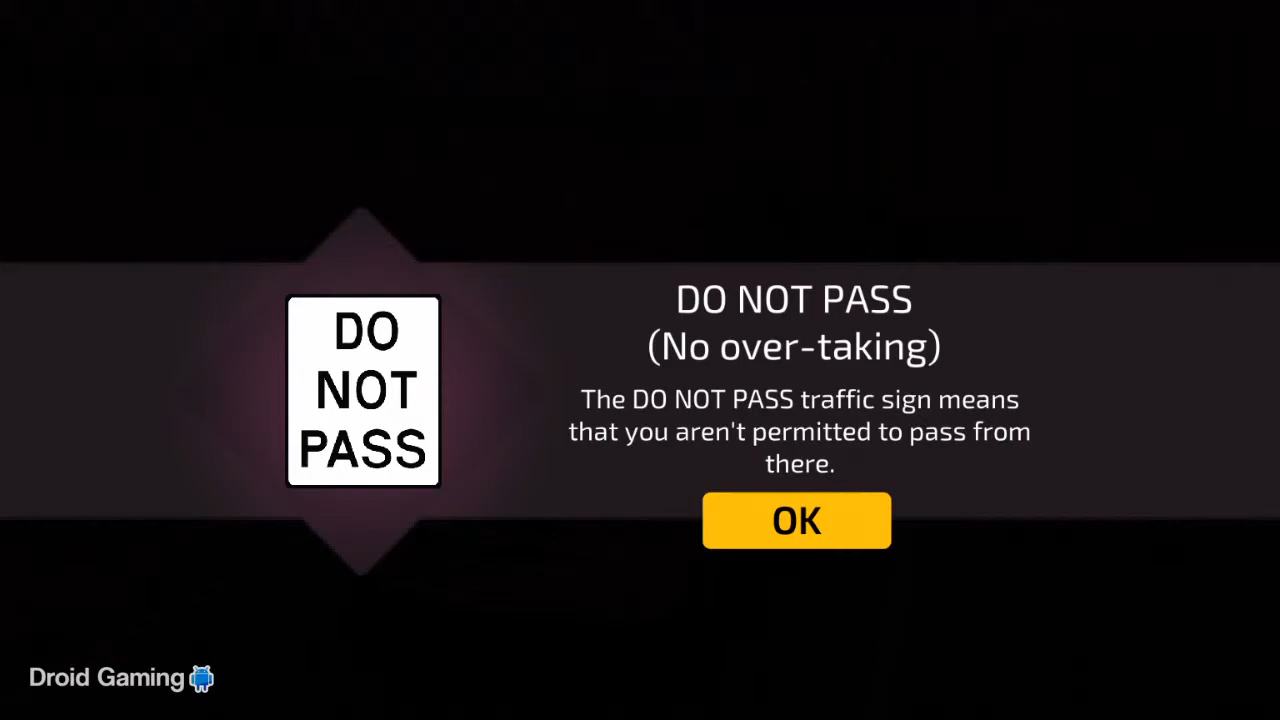 DO
NOT
PASS
DO NOT PASS
(No over-taking)
The DO NOT PASS traffic sign means
that you aren't permitted to pass from
there.
OK
Droid Gaming